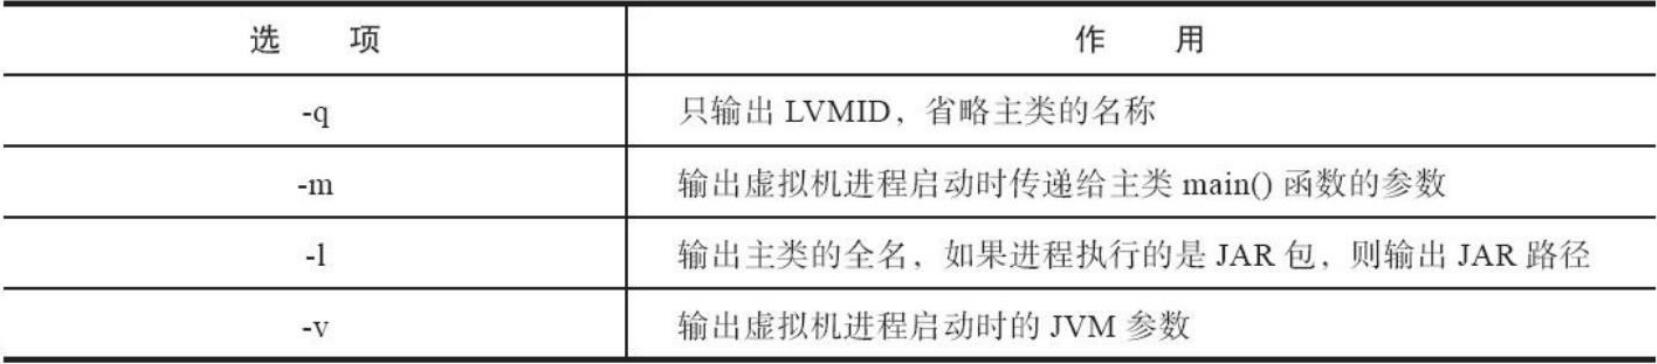 选 项 作 用
-q 只输出 LVMID，省略主类的名称
-m 输出虚拟机进程启动时传递给主类 main() 函数的参数
-l 输出主类的全名，如果进程执行的是 JAR 包，则输出 JAR 路径
-v 输出虚拟机进程启动时的 JVM 参数